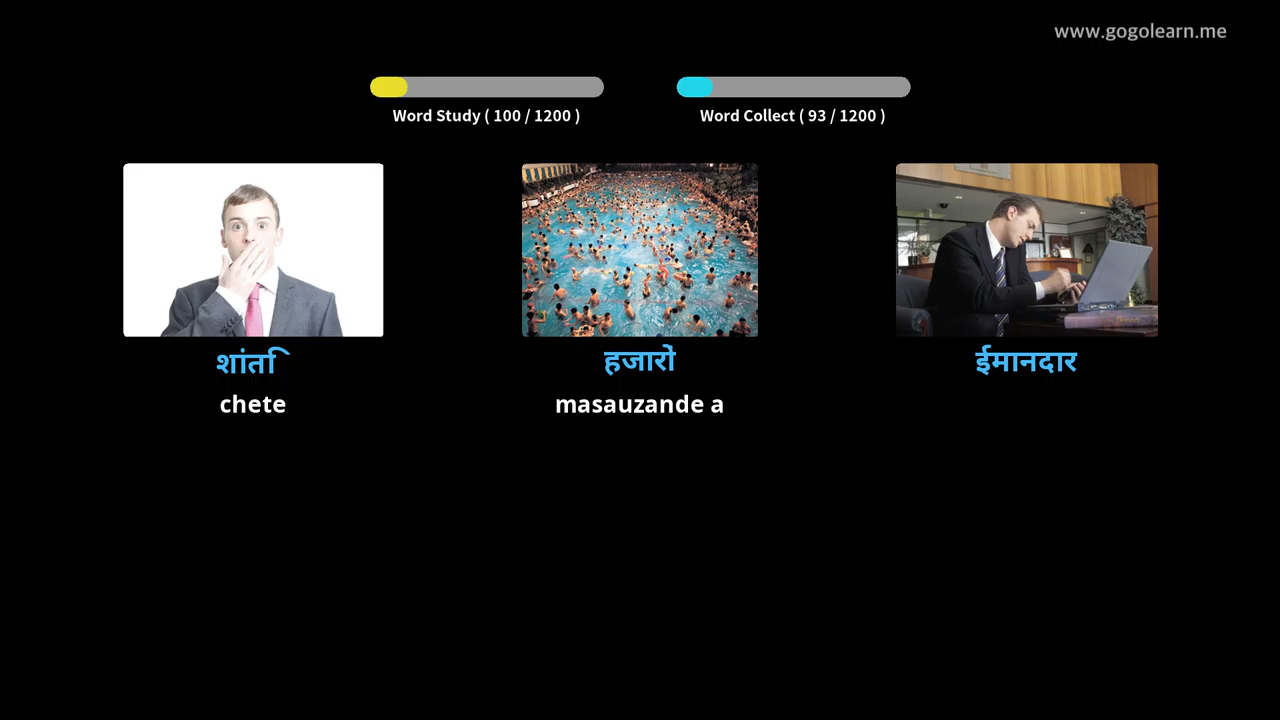 www.gogolearn.me
Word Study ( 100 / 1200 )
Word Collect ( 93 / 1200 )
शांति
हजारों
ईमानदार
chete
masauzande a